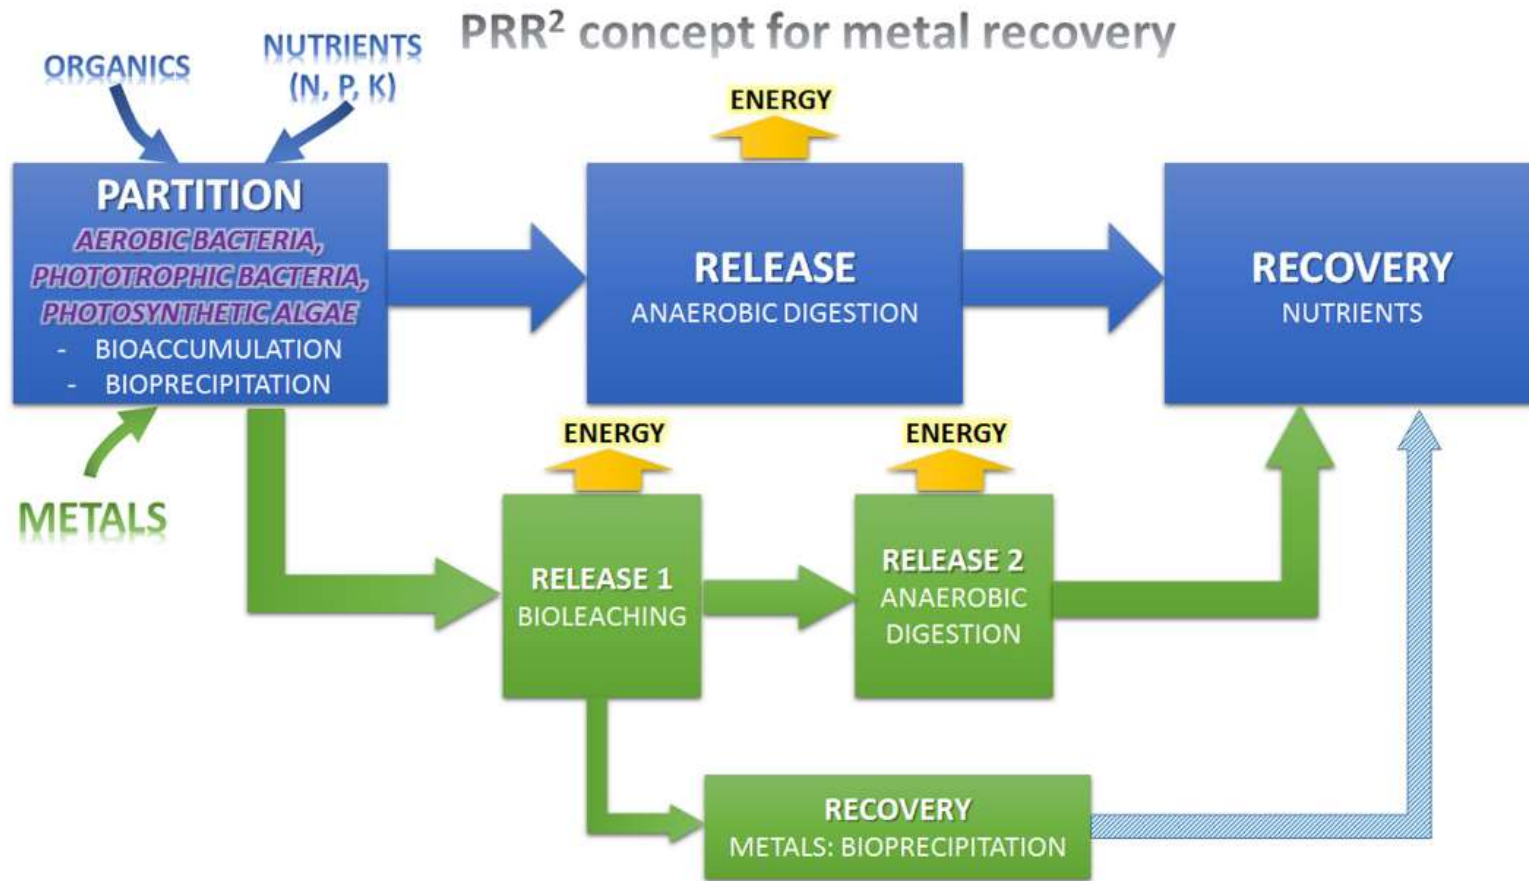 PRR² concept for metal recovery
ORGANICS
NUTRIENTS
(N, P, K)
ENERGY
PARTITION
AEROBIC BACTERIA,
PHOTOTROPHIC BACTERIA,
PHOTOSYNTHETIC ALGAE
- BIOACCUMULATION
- BIOPRECIPITATION
RELEASE
ANAEROBIC DIGESTION
RECOVERY
NUTRIENTS
METALS
ENERGY
ENERGY
RELEASE 1
BIOLEACHING
RELEASE 2
ANAEROBIC
DIGESTION
RECOVERY
METALS: BIOPRECIPITATION